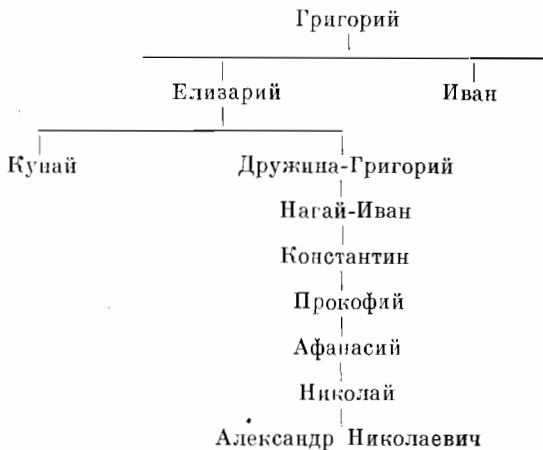 Григорий
Елизарий Иван
Кунай Дружина-Григорий
Нагай-Иван
Константин
Прокофий
Афанасий
Николай
Александр Николаевич